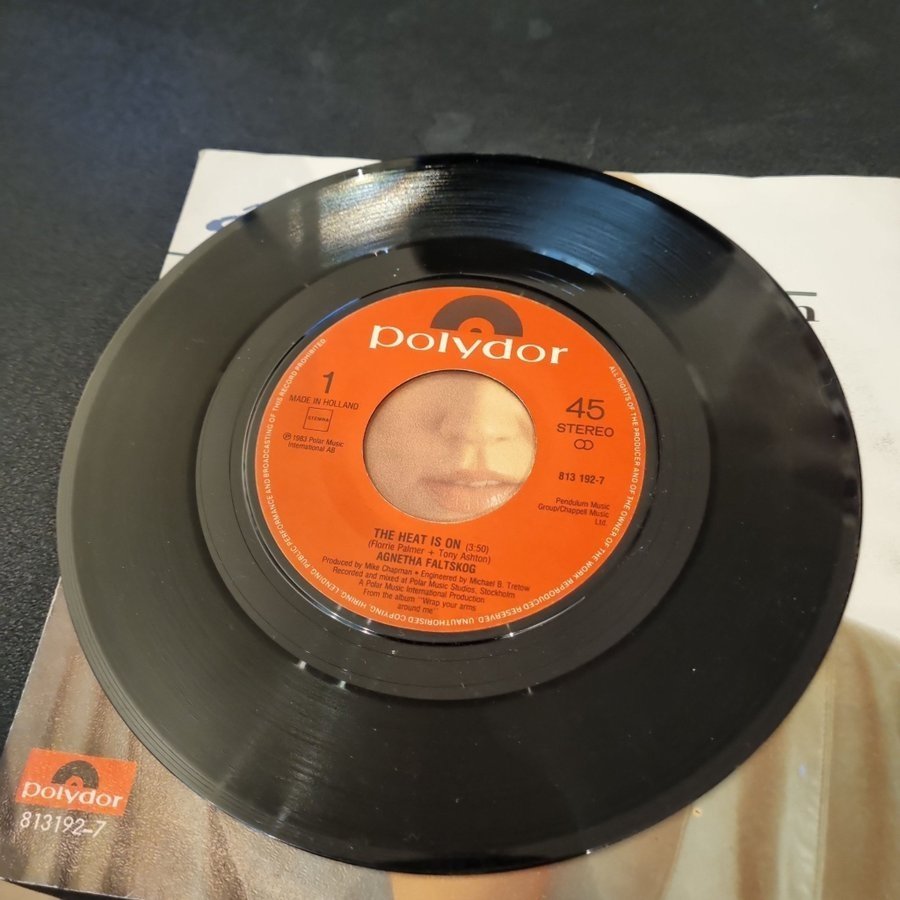 polydor
1
MADE IN HOLLAND
STEMRA
℗ 1983 Polar Music
International AB
45
STEREO
813 192-7
Pendulum Music
Group/Chappell Music
Ltd.
THE HEAT IS ON (3:50)
(Florrie Palmer + Tony Ashton)
AGNETHA FALTSKOG
Produced by Mike Chapman • Engineered by Michael B. Tretow
Recorded and mixed at Polar Music Studios, Stockholm
A Polar Music International Production
From the album "Wrap your arms
around me"
ALL RIGHTS OF THE PRODUCER AND OF THE OWNER OF THE WORK REPRODUCED RESERVED. UNAUTHORISED COPYING, HIRING, LENDING, PUBLIC PERFORMANCE AND BROADCASTING OF THIS RECORD PROHIBITED.
polydor
813192-7